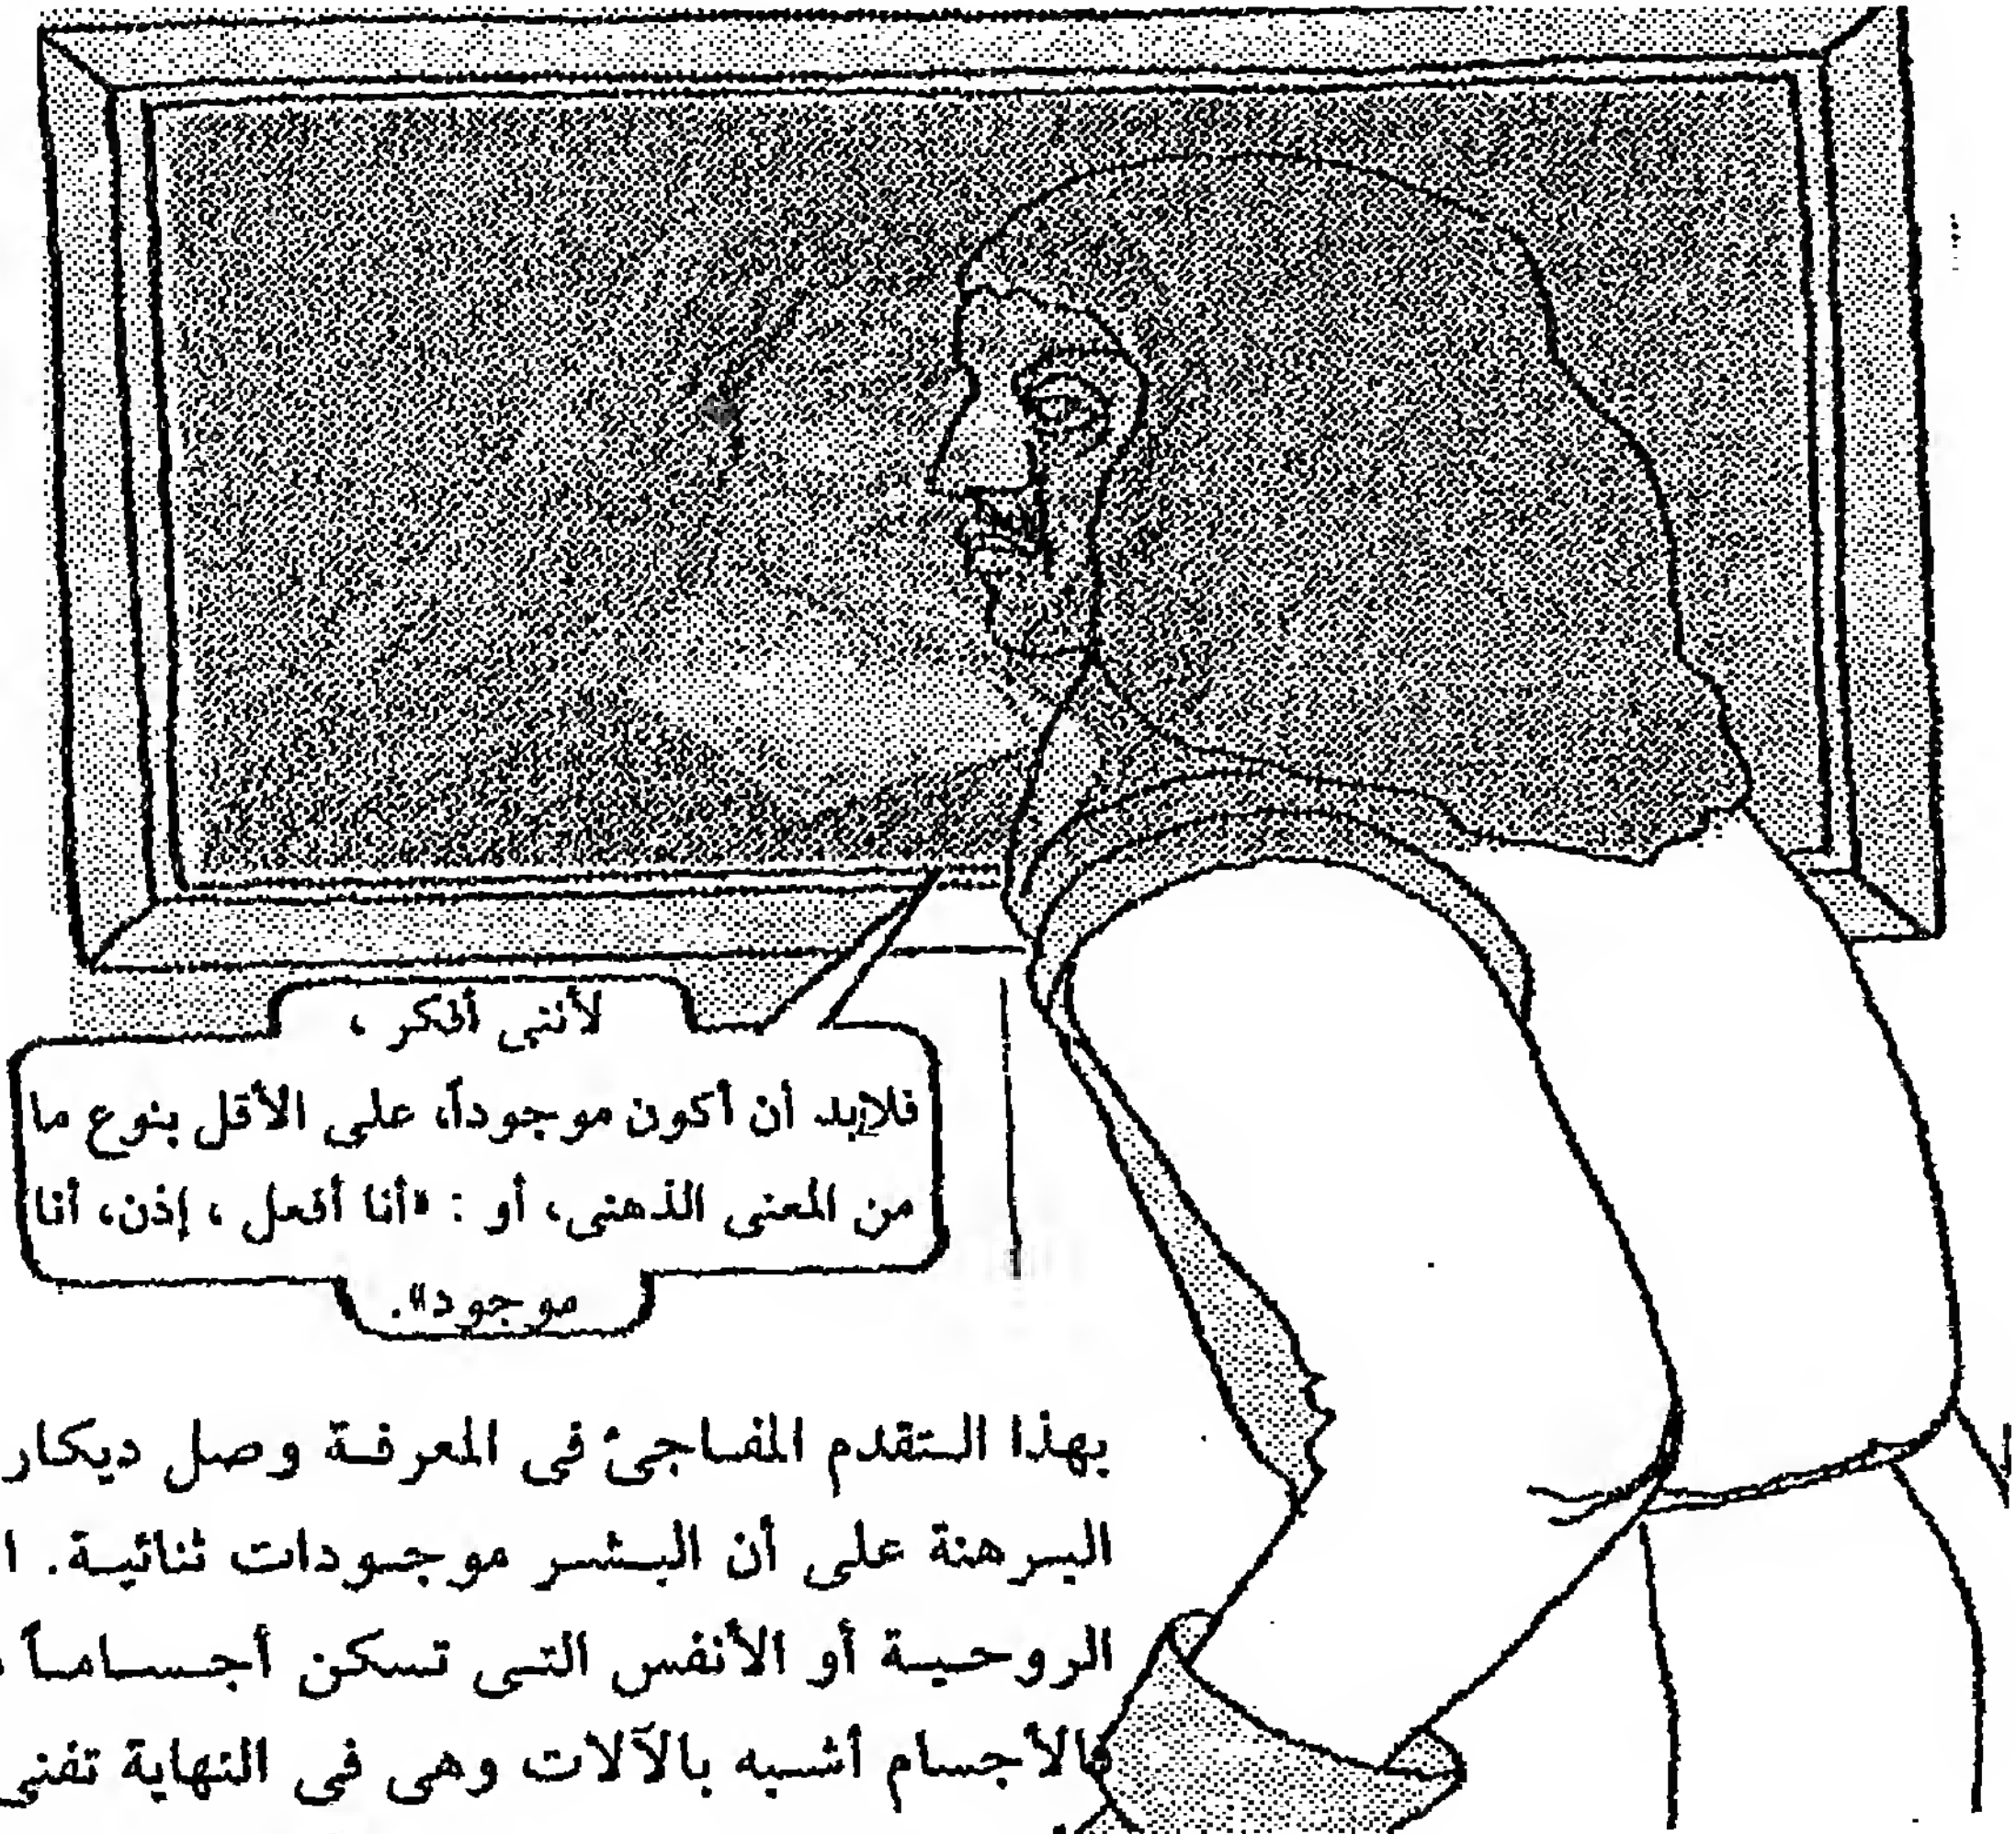 لأننى أفكر ،
فلابد أن أكون موجوداً، على الأقل بنوع ما
من المعنى الذهنى، أو : «أنا أفعل ، إذن، أنا
موجود».
بهذا التقدم المفاجئ فى المعرفة وصل ديكار
البرهنة على أن البشر موجودات ثنائية. ا
الروحية أو الأنفس التى تسكن أجساماً
فالأجسام أشبه بالآلات وهى فى النهاية تفنى